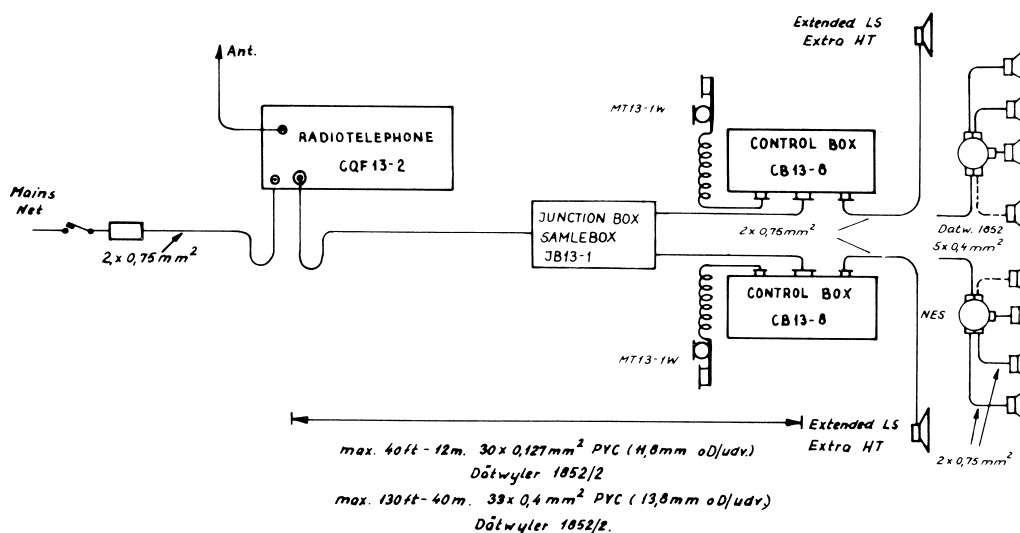 Extended LS
Extra HT
Ant.
MT13-1W
RADIOTELEPHONE
CQF13-2
CONTROL BOX
CB13-8
Mains
Net
2 x 0,75 mm²
JUNCTION BOX
SAMLEBOX
JB13-1
2 x 0,75 mm²
Datw. 1852
5 x 0,4 mm²
CONTROL BOX
CB13-8
NES
MT13-1W
Extended LS
Extra HT
2 x 0,75 mm²
max. 40ft - 12m. 30 x 0,127 mm² PVC (11,8mm oD/udv.)
Dätwyler 1852/2
max. 130ft - 40m. 33 x 0,4 mm² PVC (13,8mm oD/udv.)
Dätwyler 1852/2.